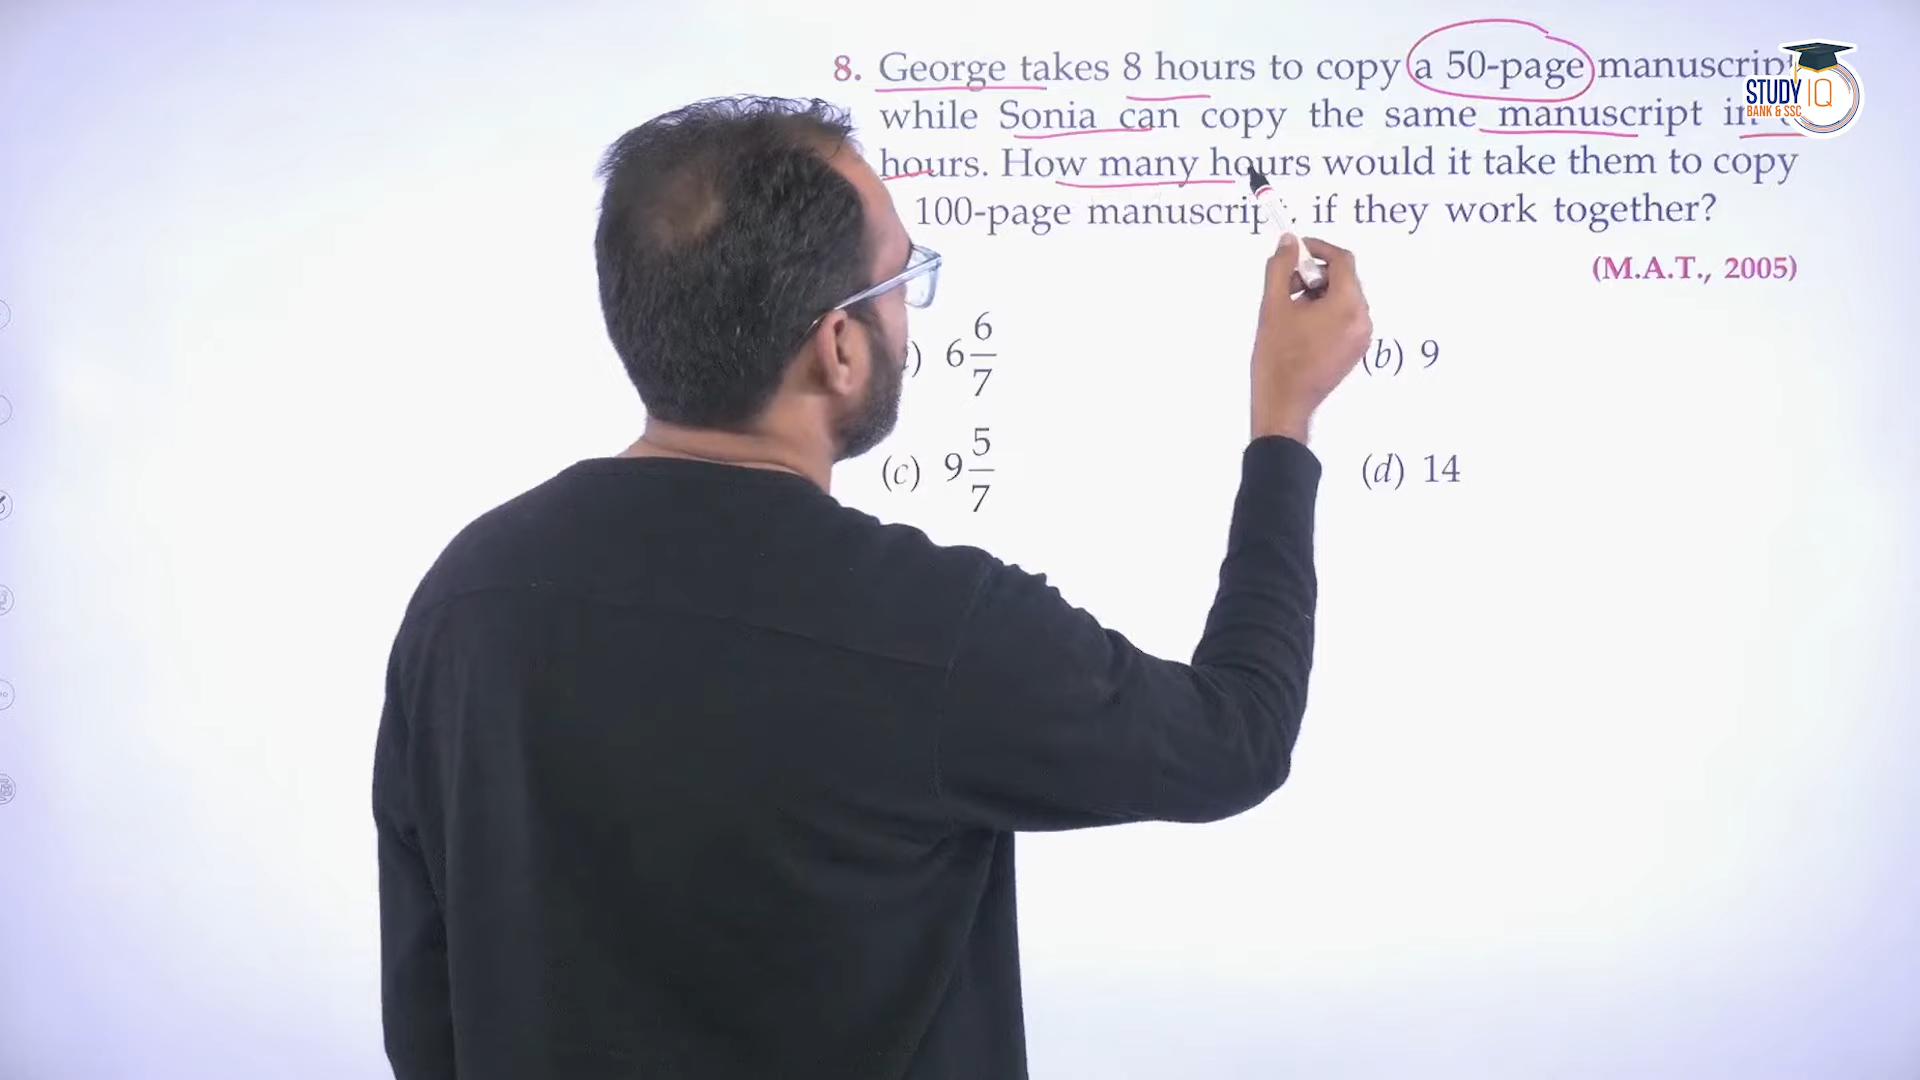 8. George takes 8 hours to copy a 50-page manuscript
while Sonia can copy the same manuscript in
hours. How many hours would it take them to copy
100-page manuscript, if they work together?
(M.A.T., 2005)
) 6 6/7 (b) 9
(c) 9 5/7 (d) 14
STUDY IQ
BANK & SSC